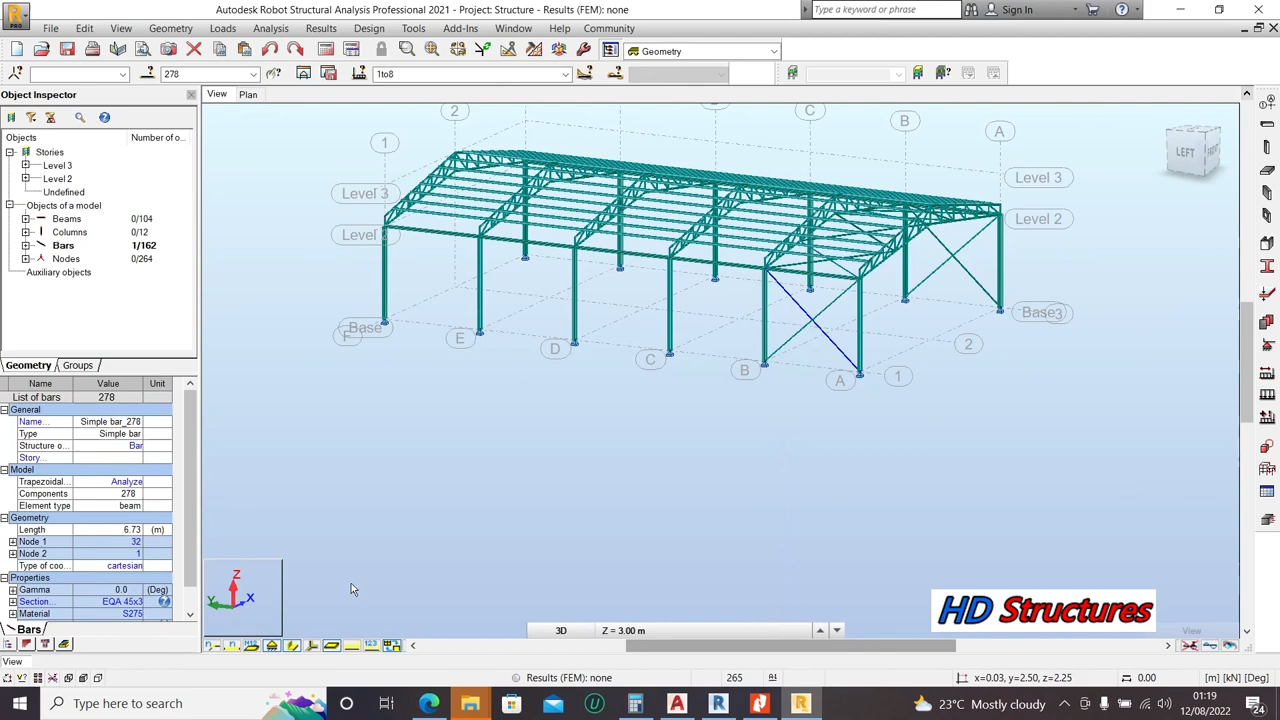 Autodesk Robot Structural Analysis Professional 2021 - Project: Structure - Results (FEM): none
Type a keyword or phrase
Sign In
File Edit View Geometry Loads Analysis Results Design Tools Add-Ins Window Help Community
Geometry
278
1to8
Object Inspector
View Plan
Objects Number of o...
Stories
Level 3
Level 2
Undefined
Objects of a model
Beams 0/104
Columns 0/12
Bars 1/162
Nodes 0/264
Auxiliary objects
Geometry Groups
Name Value Unit
List of bars 278
General
Name... Simple bar_278
Type Simple bar
Structure o... Bar
Story...
Model
Trapezoidal... Analyze
Components 278
Element type beam
Geometry
Length 6.73 (m)
Node 1 32
Node 2 1
Type of coo... cartesian
Properties
Gamma 0.0 (Deg)
Section... EQA 45x3
Material S275
Bars
1 2 C B A
Level 3 Level 3
Level 2
Level
Base Base 3
F E D C B A 1 2
LEFT FRONT
Z
Y X
HD Structures
3D Z = 3.00 m
View
View
Results (FEM): none 265 x=0.03, y=2.50, z=2.25 0.00 [m] [kN] [Deg]
Type here to search
23°C Mostly cloudy
01:19
12/08/2022
24